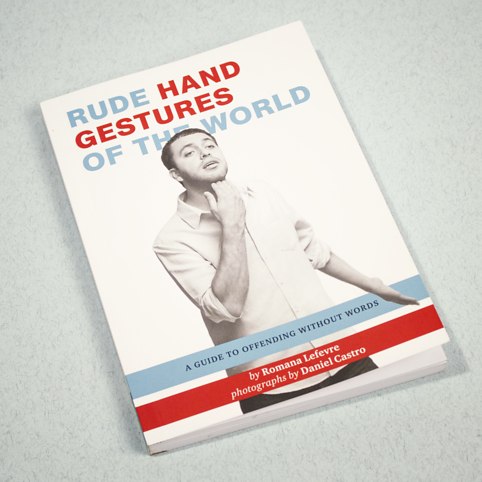 RUDE HAND
GESTURES
OF THE WORLD
A GUIDE TO OFFENDING WITHOUT WORDS
by Romana Lefevre
photographs by Daniel Castro